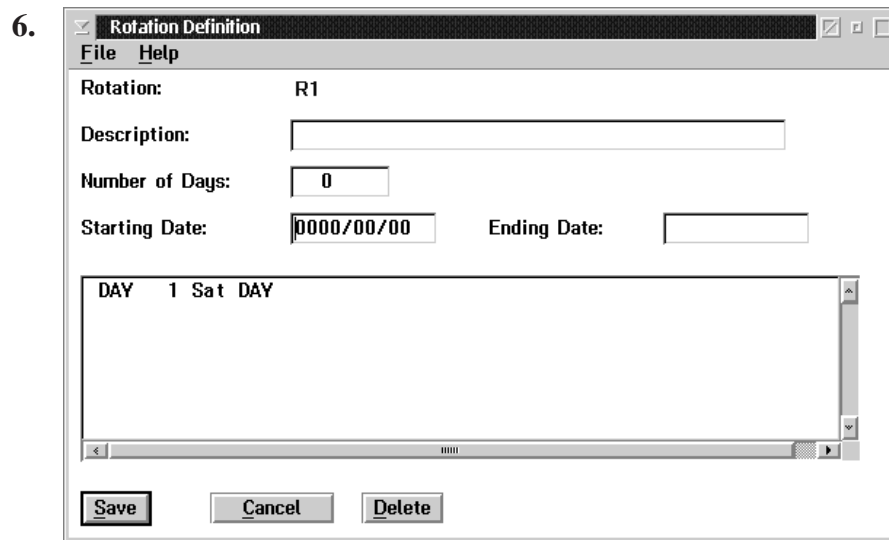 6.
Rotation Definition
File Help
Rotation: R1
Description:
Number of Days: 0
Starting Date: 0000/00/00 Ending Date:
DAY 1 Sat DAY
Save Cancel Delete